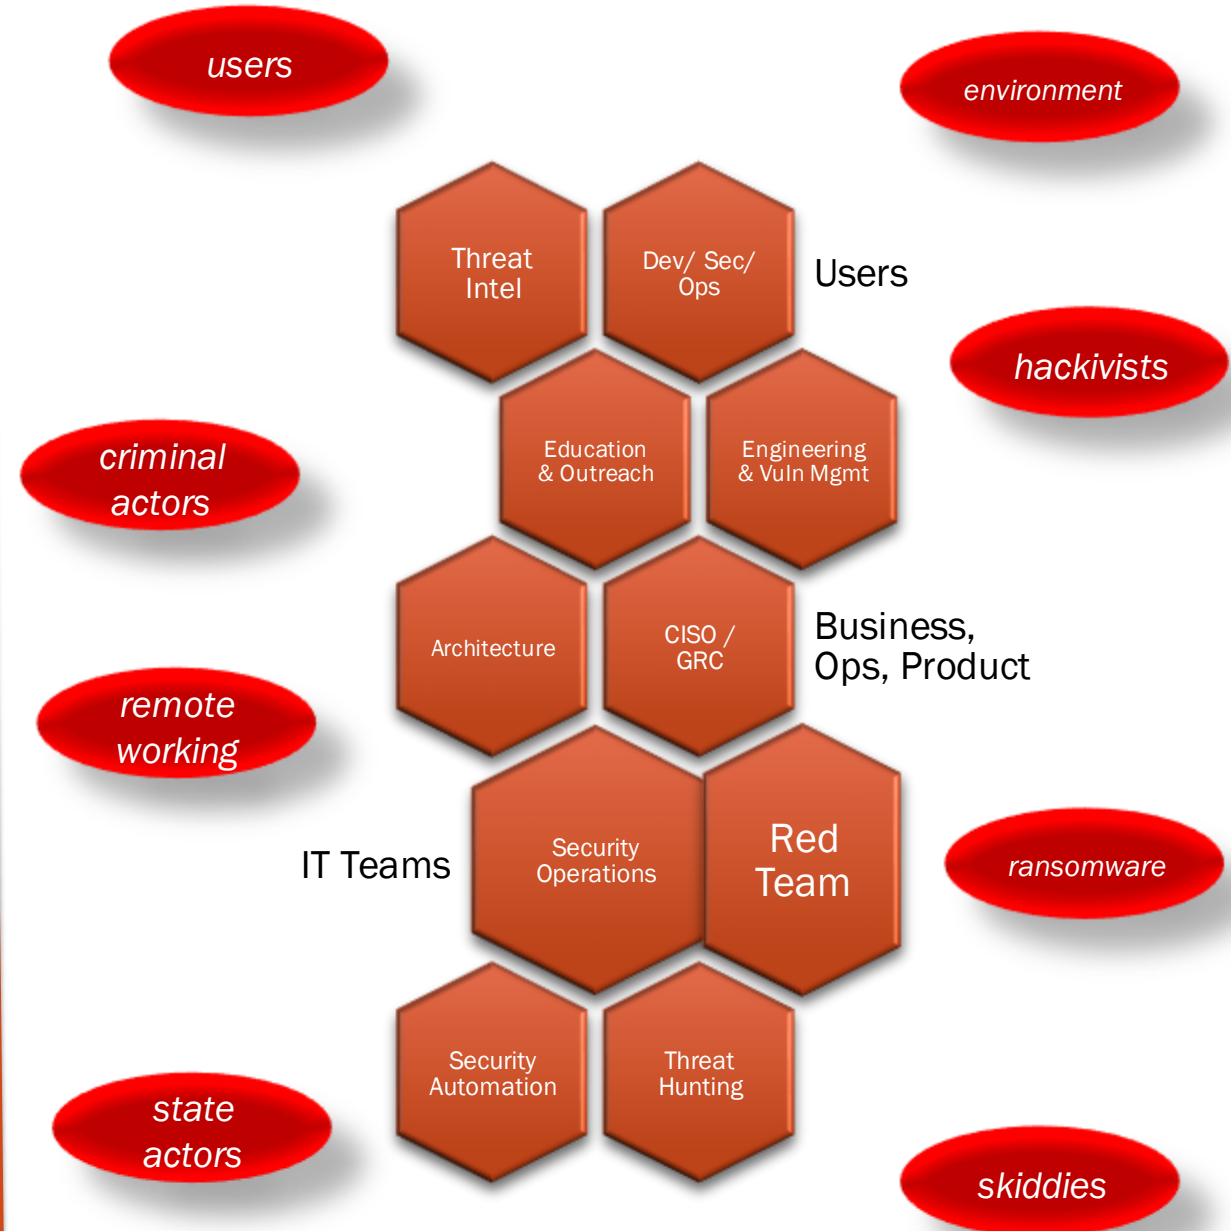 users
environment
Threat
Intel
Dev/ Sec/
Ops
Users
hackivists
criminal
actors
Education
& Outreach
Engineering
& Vuln Mgmt
Architecture
CISO /
GRC
Business,
Ops, Product
remote
working
IT Teams
Security
Operations
Red
Team
ransomware
Security
Automation
Threat
Hunting
state
actors
skiddies